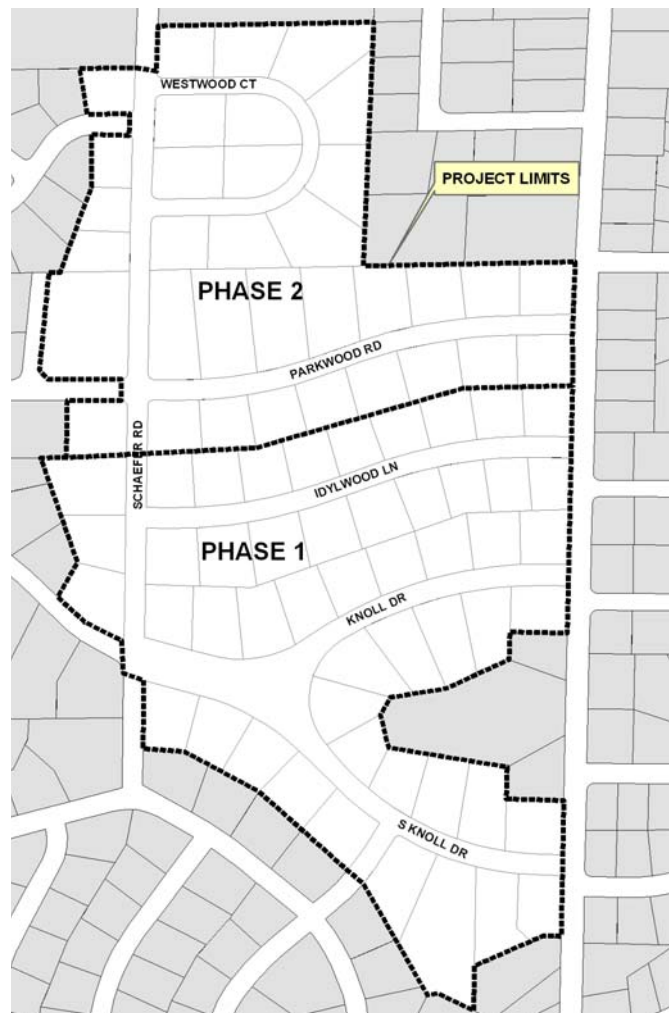 WESTWOOD CT
PROJECT LIMITS
PHASE 2
PARKWOOD RD
SCHAEFER RD
IDYLWOOD LN
PHASE 1
KNOLL DR
S KNOLL DR